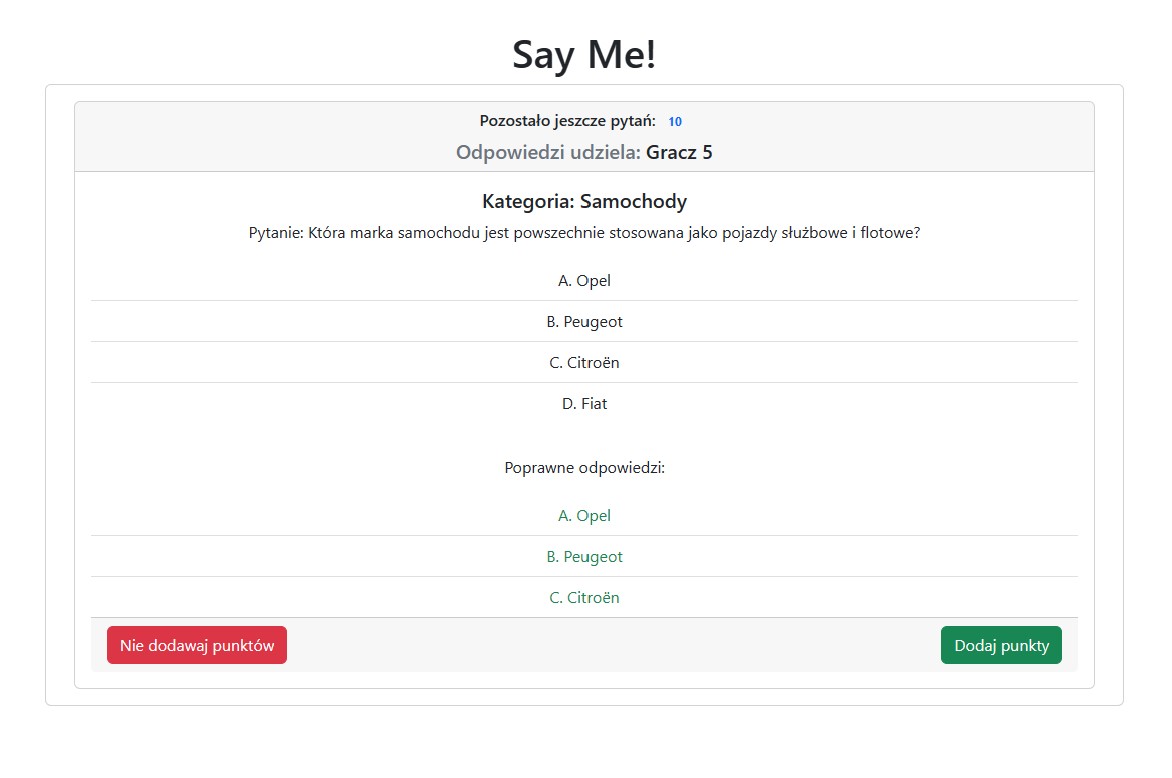 Say Me!
Pozostało jeszcze pytań: 10
Odpowiedzi udziela: Gracz 5
Kategoria: Samochody
Pytanie: Która marka samochodu jest powszechnie stosowana jako pojazdy służbowe i flotowe?
A. Opel
B. Peugeot
C. Citroën
D. Fiat
Poprawne odpowiedzi:
A. Opel
B. Peugeot
C. Citroën
Nie dodawaj punktów
Dodaj punkty